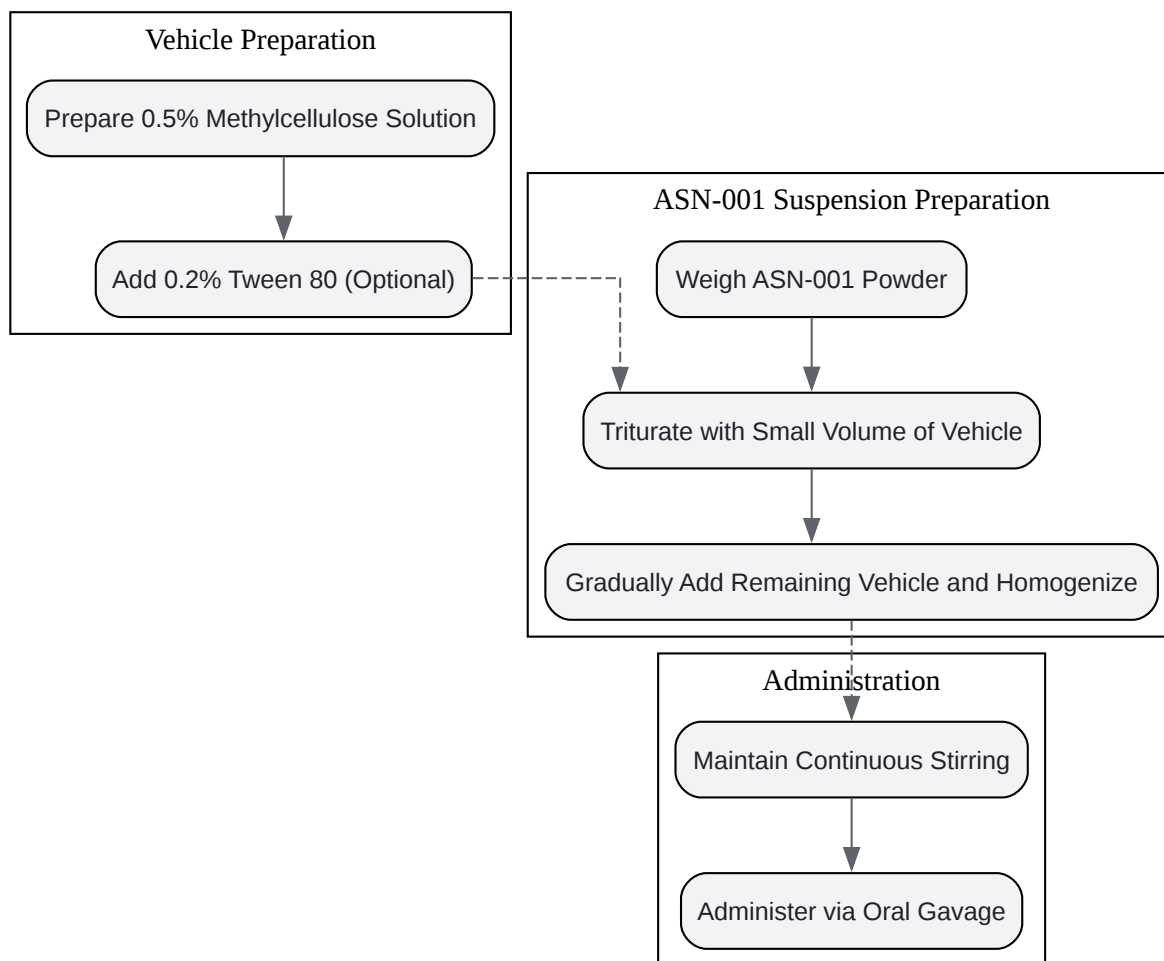 Vehicle Preparation
Prepare 0.5% Methylcellulose Solution
Add 0.2% Tween 80 (Optional)
ASN-001 Suspension Preparation
Weigh ASN-001 Powder
Triturate with Small Volume of Vehicle
Gradually Add Remaining Vehicle and Homogenize
Administration
Maintain Continuous Stirring
Administer via Oral Gavage